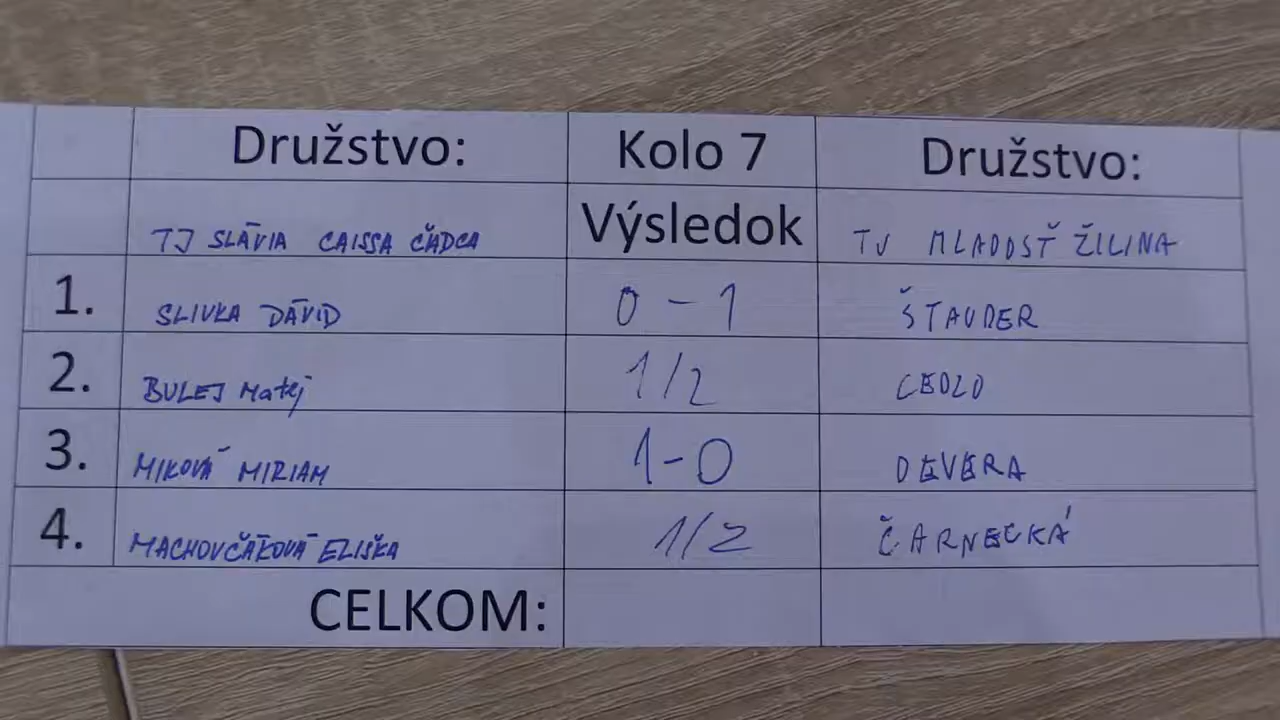 Družstvo: Kolo 7 Družstvo:
TJ SLÁVIA CAISSA ČADCA Výsledok TJ MLADOSŤ ŽILINA
1. SLIVKA DÁVID 0 - 1 ŠTAUDER
2. BULEJ Matej 1/2 CEDZO
3. MIKOVÁ MIRIAM 1-0 DEVERA
4. MACHOVČÁKOVÁ ELIŠKA 1/2 ČARNECKÁ
CELKOM: